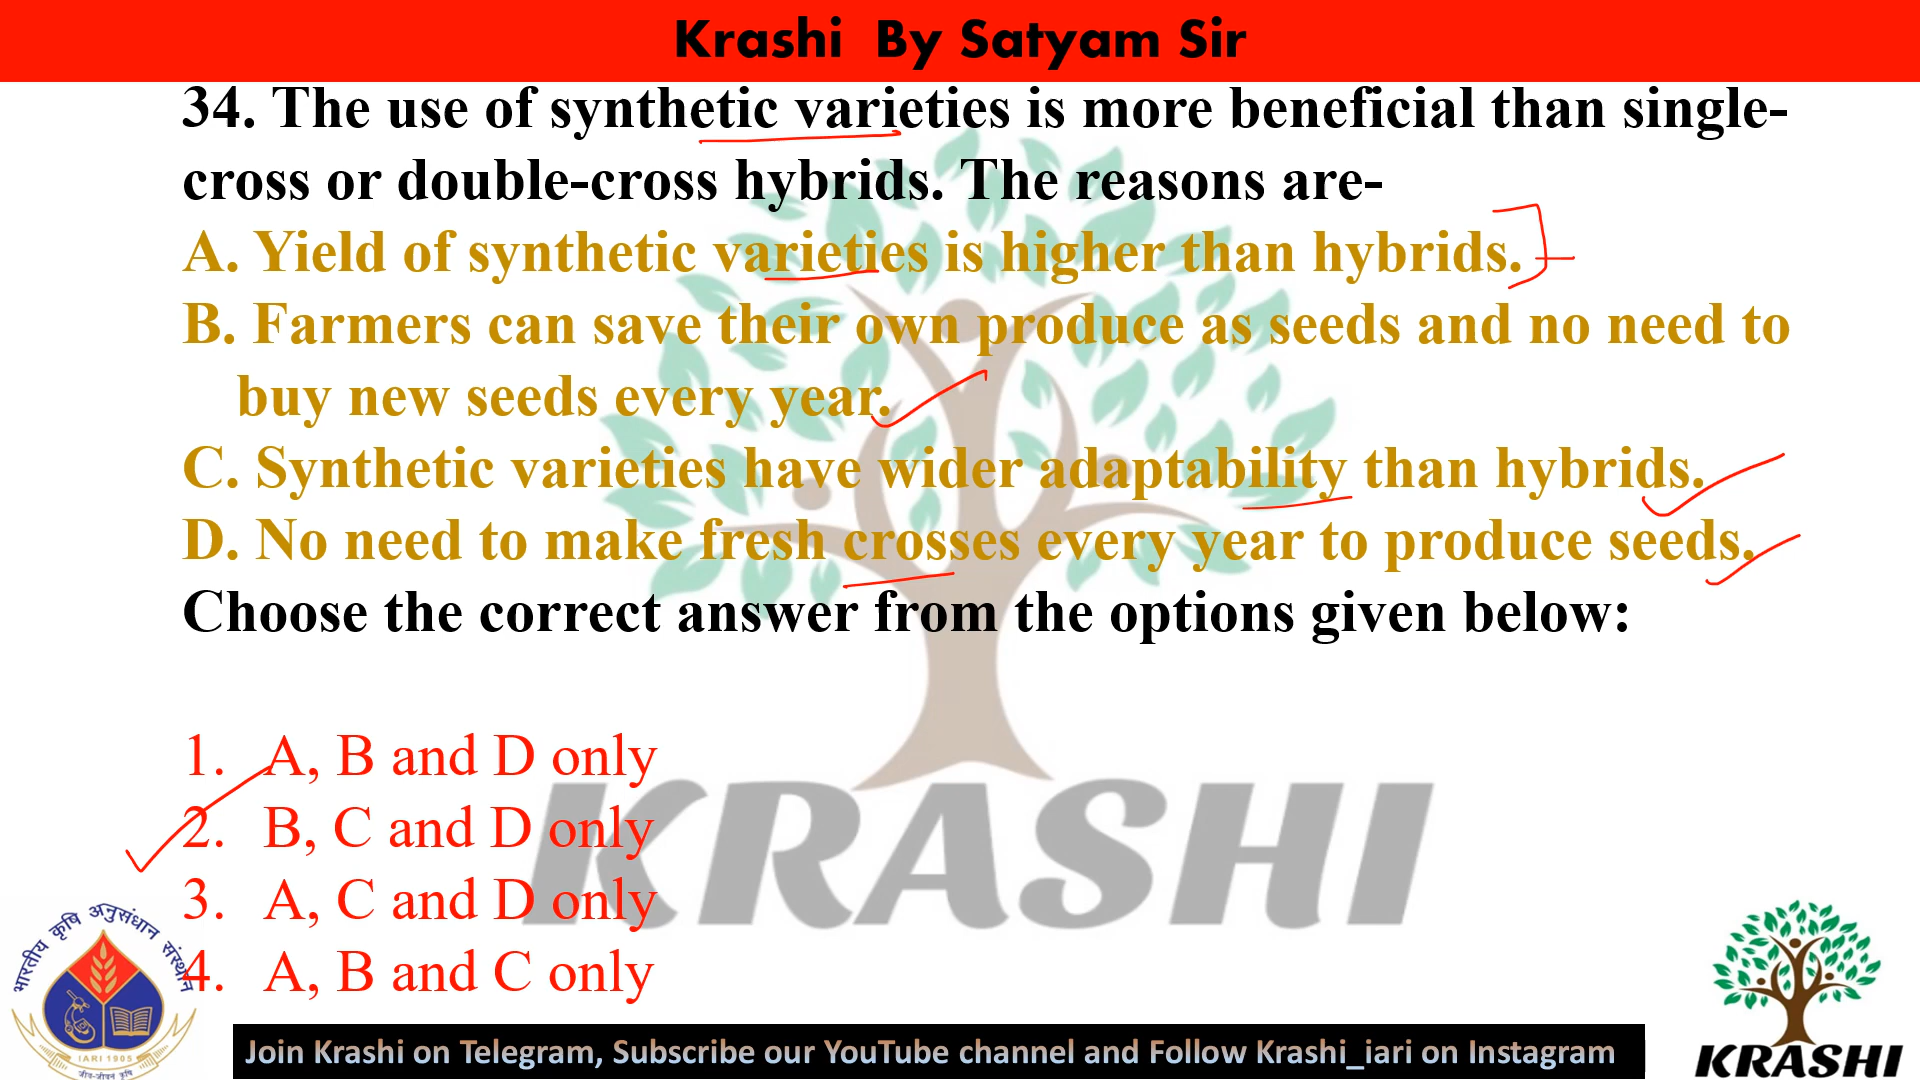 Krashi By Satyam Sir
34. The use of synthetic varieties is more beneficial than single-
cross or double-cross hybrids. The reasons are-
A. Yield of synthetic varieties is higher than hybrids.
B. Farmers can save their own produce as seeds and no need to
buy new seeds every year.
C. Synthetic varieties have wider adaptability than hybrids.
D. No need to make fresh crosses every year to produce seeds.
Choose the correct answer from the options given below:
1. A, B and D only
2. B, C and D only
3. A, C and D only
4. A, B and C only
KRASHI
भारतीय कृषि अनुसंधान संस्थान
IARI 1905
Join Krashi on Telegram, Subscribe our YouTube channel and Follow Krashi_iari on Instagram
KRASHI